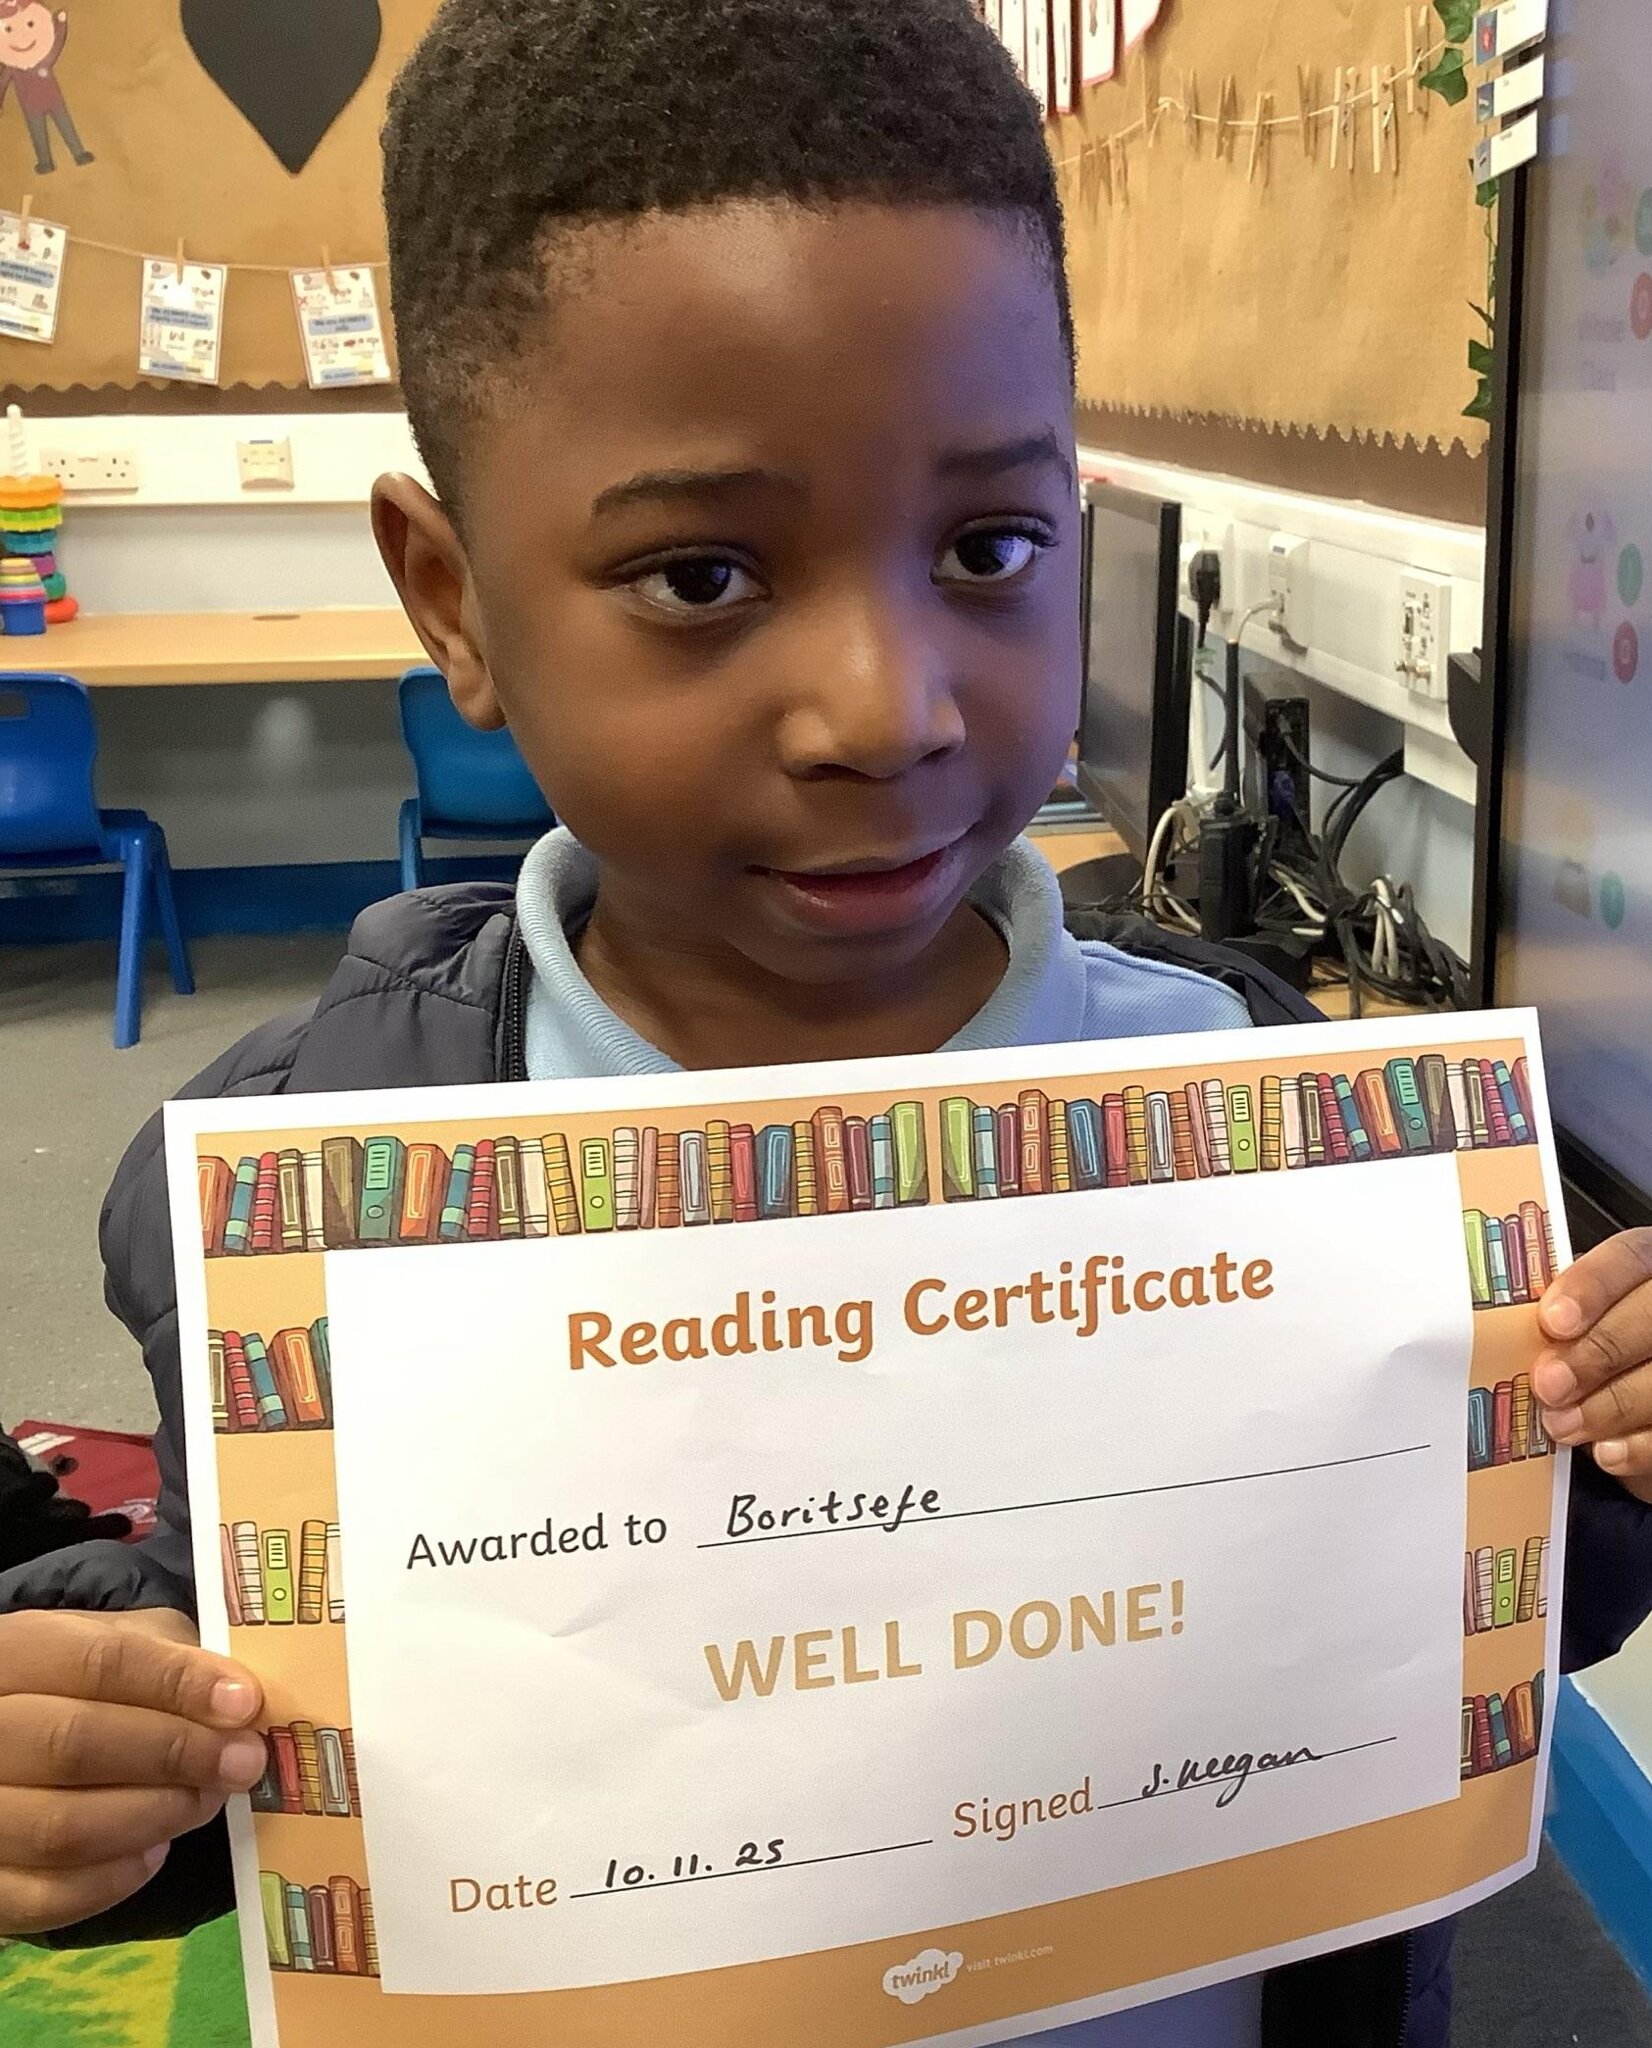 Reading Certificate
Awarded to Boritsefe
WELL DONE!
Date 10.11.25 Signed S. Keegan
twinkl visit twinkl.com